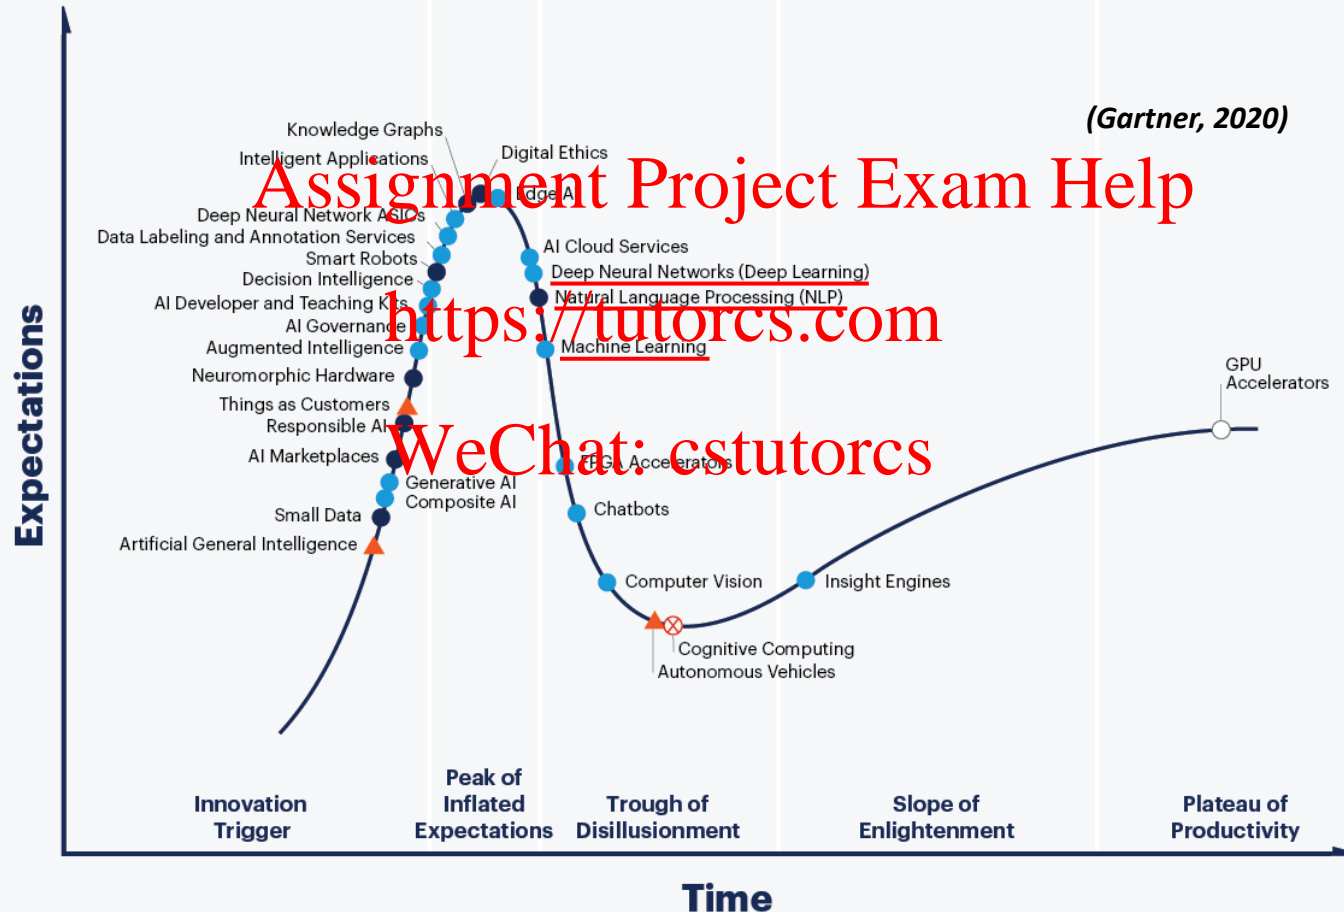 (Gartner, 2020)
Knowledge Graphs
Digital Ethics
Intelligent Applications
Assignment Project Exam Help
Edge AI
Deep Neural Network ASICs
Data Labeling and Annotation Services
AI Cloud Services
Smart Robots
Deep Neural Networks (Deep Learning)
Decision Intelligence
Natural Language Processing (NLP)
AI Developer and Teaching Kits
https://tutorcs.com
AI Governance
Augmented Intelligence
Machine Learning
Neuromorphic Hardware
GPU
Accelerators
Things as Customers
Responsible AI
WeChat: cstutorcs
AI Marketplaces
FPGA Accelerators
Generative AI
Composite AI
Chatbots
Small Data
Artificial General Intelligence
Computer Vision
Insight Engines
Cognitive Computing
Autonomous Vehicles
Expectations
Innovation
Trigger
Peak of
Inflated
Expectations
Trough of
Disillusionment
Slope of
Enlightenment
Plateau of
Productivity
Time